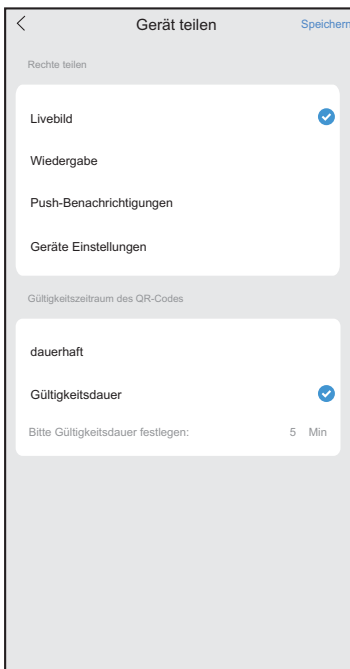 Gerät teilen Speichern
Rechte teilen
Livebild
Wiedergabe
Push-Benachrichtigungen
Geräte Einstellungen
Gültigkeitszeitraum des QR-Codes
dauerhaft
Gültigkeitsdauer
Bitte Gültigkeitsdauer festlegen: 5 Min